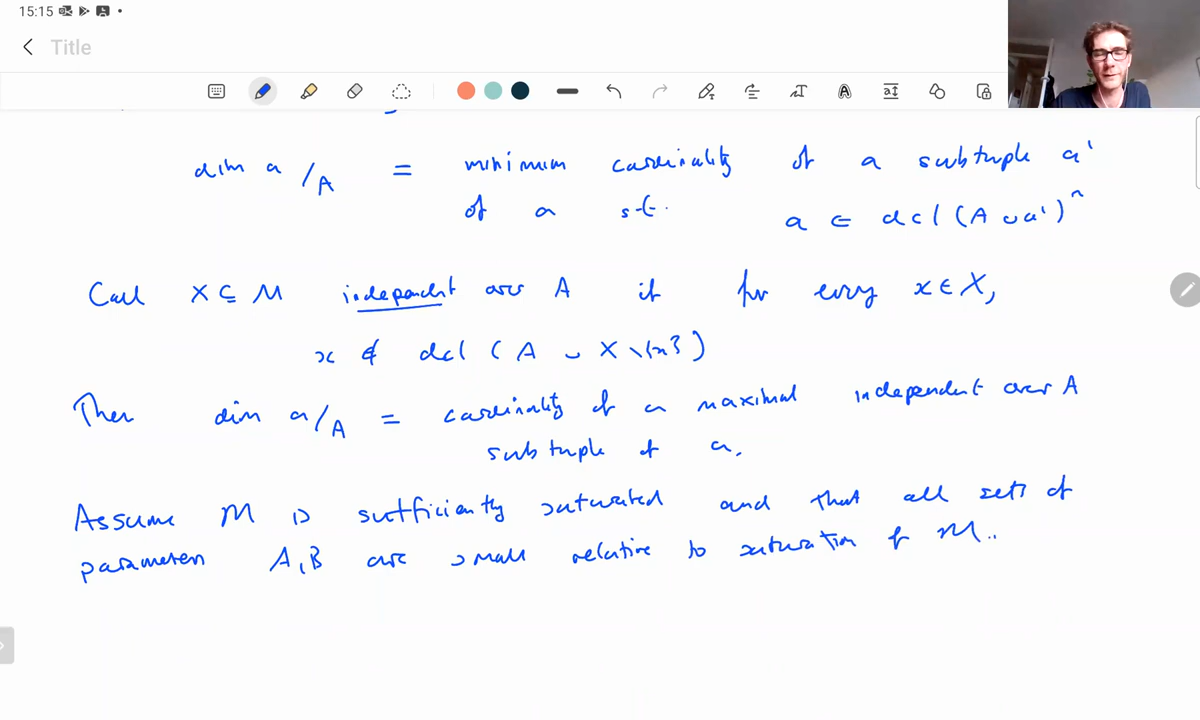 15:15
Title
dim a/A = minimum cardinality of a subtuple a'
of a s.t. a ∈ dcl (A ∪ a')ⁿ
Call X ⊆ M independent over A if for every x ∈ X,
x ∉ dcl ( A ∪ X \ {x} )
Then dim a/A = cardinality of a maximal independent over A
subtuple of a.
Assume M is sufficiently saturated and that all sets of
parameters A, B are small relative to saturation of M..